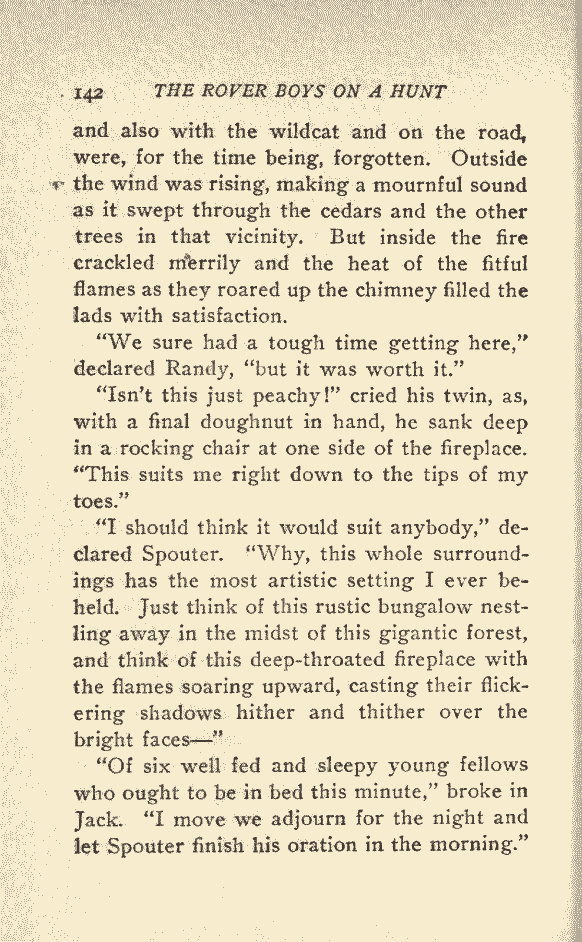 142 THE ROVER BOYS ON A HUNT
and also with the wildcat and on the road,
were, for the time being, forgotten. Outside
the wind was rising, making a mournful sound
as it swept through the cedars and the other
trees in that vicinity. But inside the fire
crackled merrily and the heat of the fitful
flames as they roared up the chimney filled the
lads with satisfaction.
"We sure had a tough time getting here,"
declared Randy, "but it was worth it."
"Isn't this just peachy!" cried his twin, as,
with a final doughnut in hand, he sank deep
in a rocking chair at one side of the fireplace.
"This suits me right down to the tips of my
toes."
"I should think it would suit anybody," de-
clared Spouter. "Why, this whole surround-
ings has the most artistic setting I ever be-
held. Just think of this rustic bungalow nest-
ling away in the midst of this gigantic forest,
and think of this deep-throated fireplace with
the flames soaring upward, casting their flick-
ering shadows hither and thither over the
bright faces—"
"Of six well fed and sleepy young fellows
who ought to be in bed this minute," broke in
Jack. "I move we adjourn for the night and
let Spouter finish his oration in the morning."